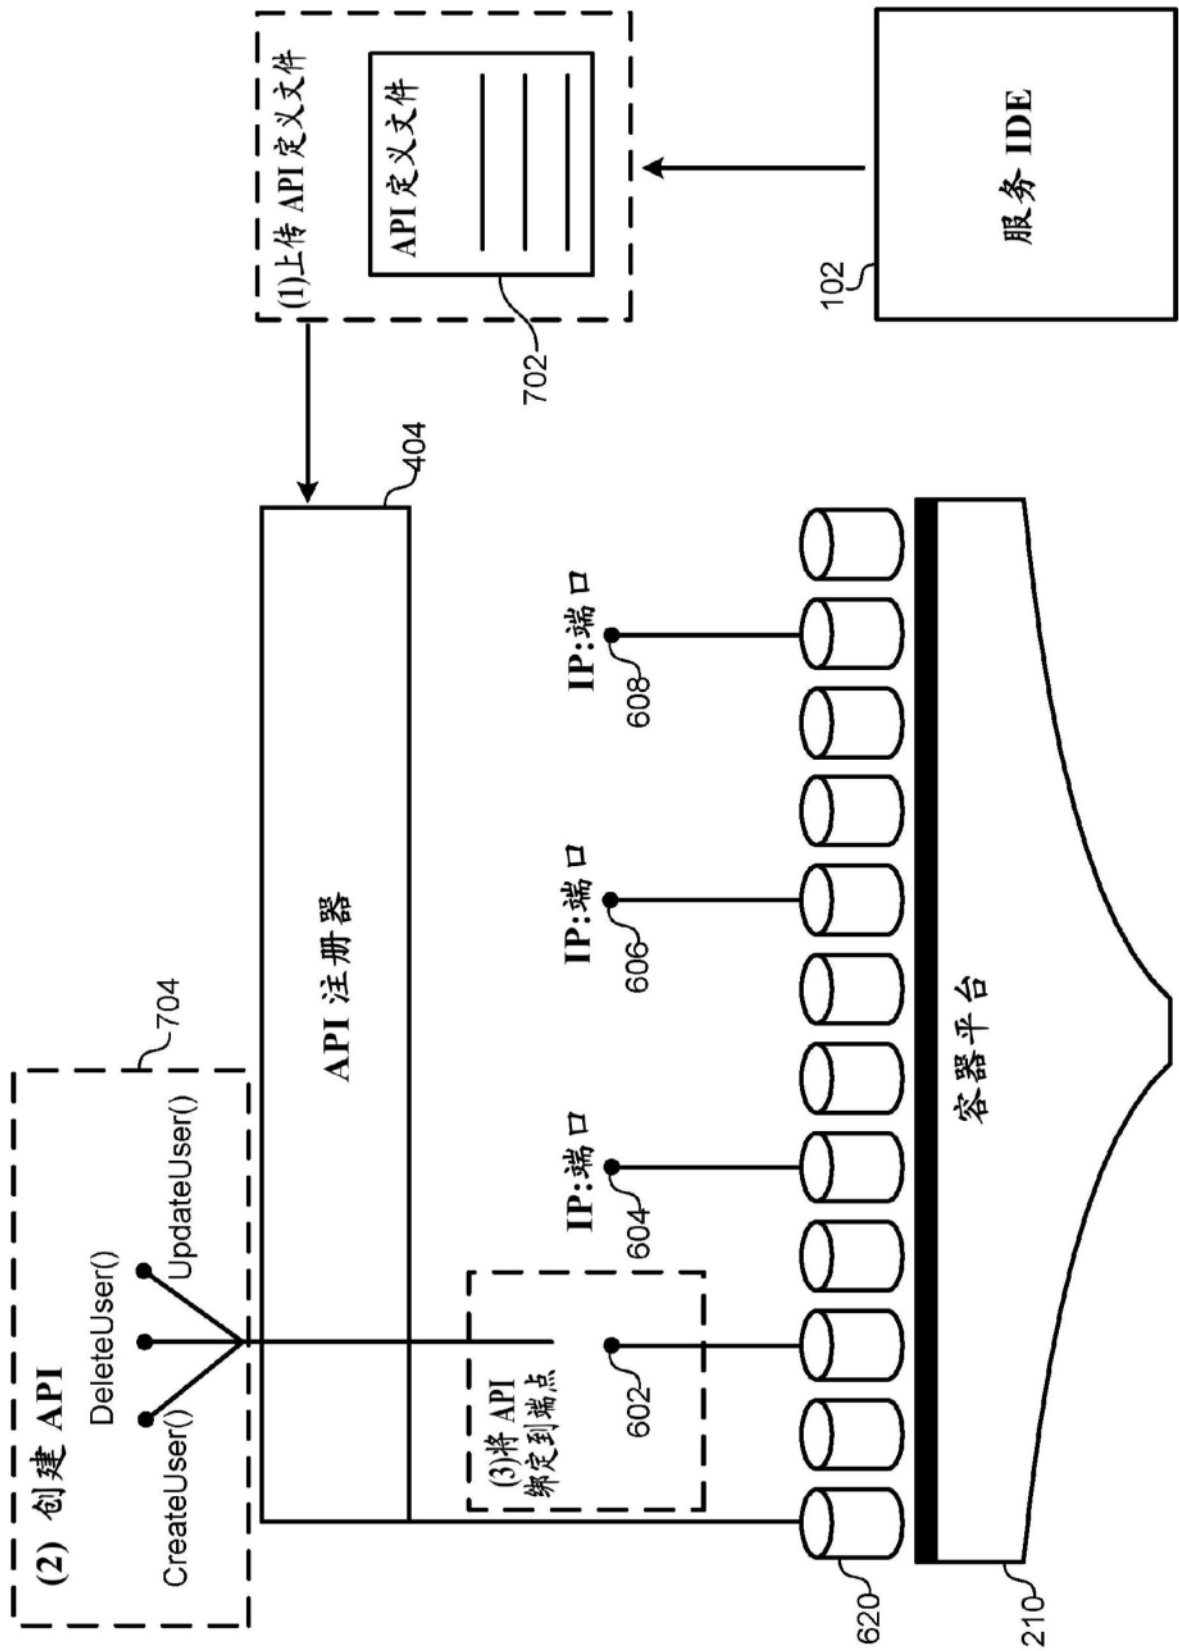 (2) 创建 API
DeleteUser()
CreateUser()
UpdateUser()
704
(1)上传 API 定义文件
API 定义文件
702
API 注册器
404
(3)将 API
绑定到端点
602
IP:端口
604
IP:端口
606
IP:端口
608
服务 IDE
102
620
容器平台
210